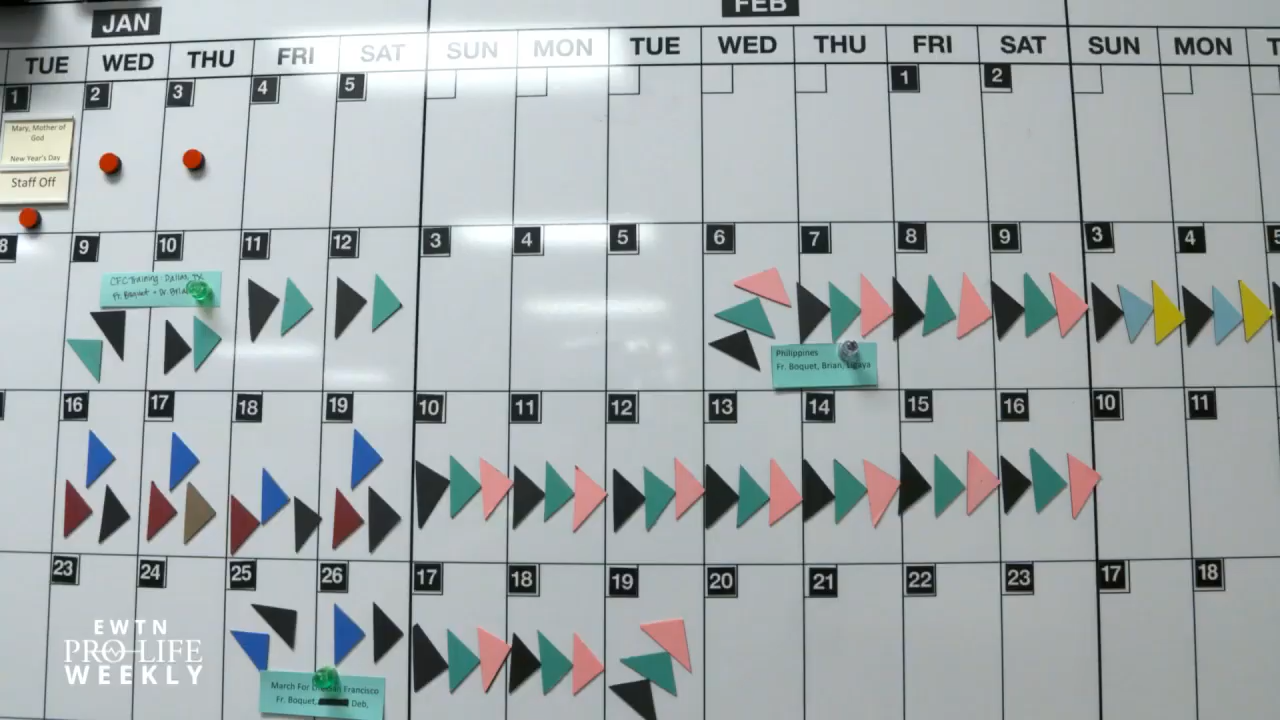 JAN
FEB
TUE WED THU FRI SAT SUN MON TUE WED THU FRI SAT SUN MON T
1 2 3 4 5 1 2
Mary, Mother of
God
New Year's Day
Staff Off
8 9 10 11 12 3 4 5 6 7 8 9 3 4 5
CFC Training - Dallas, TX
Fr. Boquet
Philippines
Fr. Boquet, Brian,
16 17 18 19 10 11 12 13 14 15 16 10 11
23 24 25 26 17 18 19 20 21 22 23 17 18
March For Francisco
Fr. Boquet, Deb,
EWTN
PRO-LIFE
WEEKLY